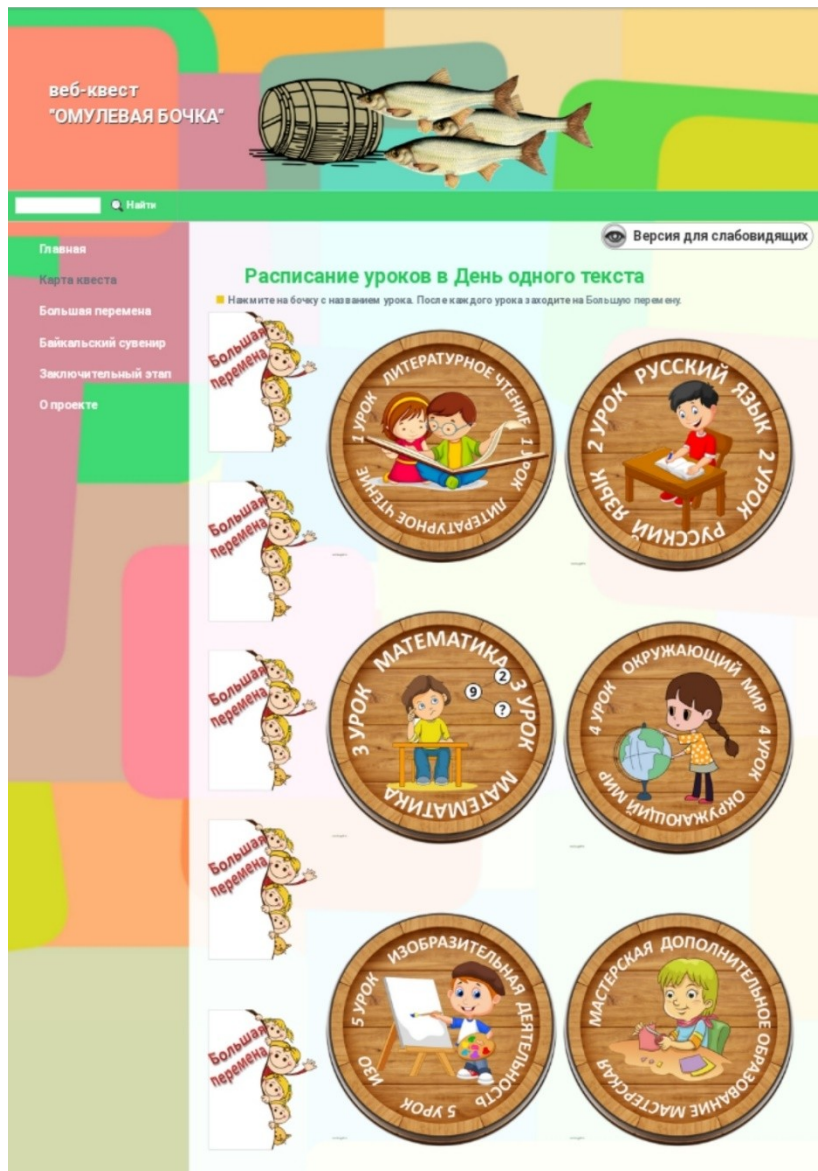 веб-квест
"ОМУЛЕВАЯ БОЧКА"
Найти
Версия для слабовидящих
Главная
Карта квеста
Большая перемена
Байкальский сувенир
Заключительный этап
О проекте
Расписание уроков в День одного текста
Нажмите на бочку с названием урока. После каждого урока заходите на Большую перемену.
Большая
перемена
1 УРОК ЛИТЕРАТУРНОЕ ЧТЕНИЕ 1 УРОК ЛИТЕРАТУРНОЕ ЧТЕНИЕ
2 УРОК РУССКИЙ ЯЗЫК 2 УРОК РУССКИЙ ЯЗЫК
Большая
перемена
Большая
перемена
3 УРОК МАТЕМАТИКА 3 УРОК МАТЕМАТИКА
2
9
?
4 УРОК ОКРУЖАЮЩИЙ МИР 4 УРОК ОКРУЖАЮЩИЙ МИР
Большая
перемена
Большая
перемена
5 УРОК ИЗОБРАЗИТЕЛЬНАЯ ДЕЯТЕЛЬНОСТЬ 5 УРОК ИЗО
МАСТЕРСКАЯ ДОПОЛНИТЕЛЬНОЕ ОБРАЗОВАНИЕ МАСТЕРСКАЯ